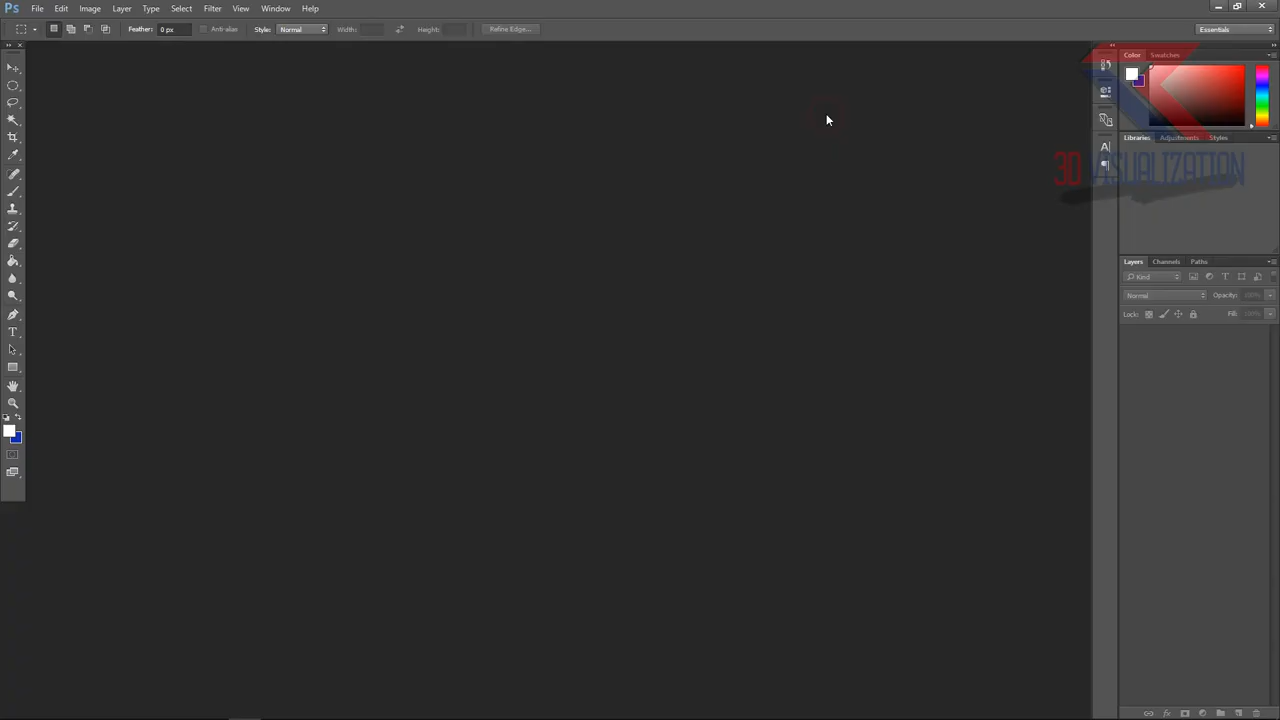 Ps File Edit Image Layer Type Select Filter View Window Help
Feather: 0 px Anti-alias Style: Normal Width: Height: Refine Edge... Essentials
Color Swatches
Libraries Adjustments Styles
3D VISUALIZATION
Layers Channels Paths
Kind
Normal Opacity: 100%
Lock: Fill: 100%